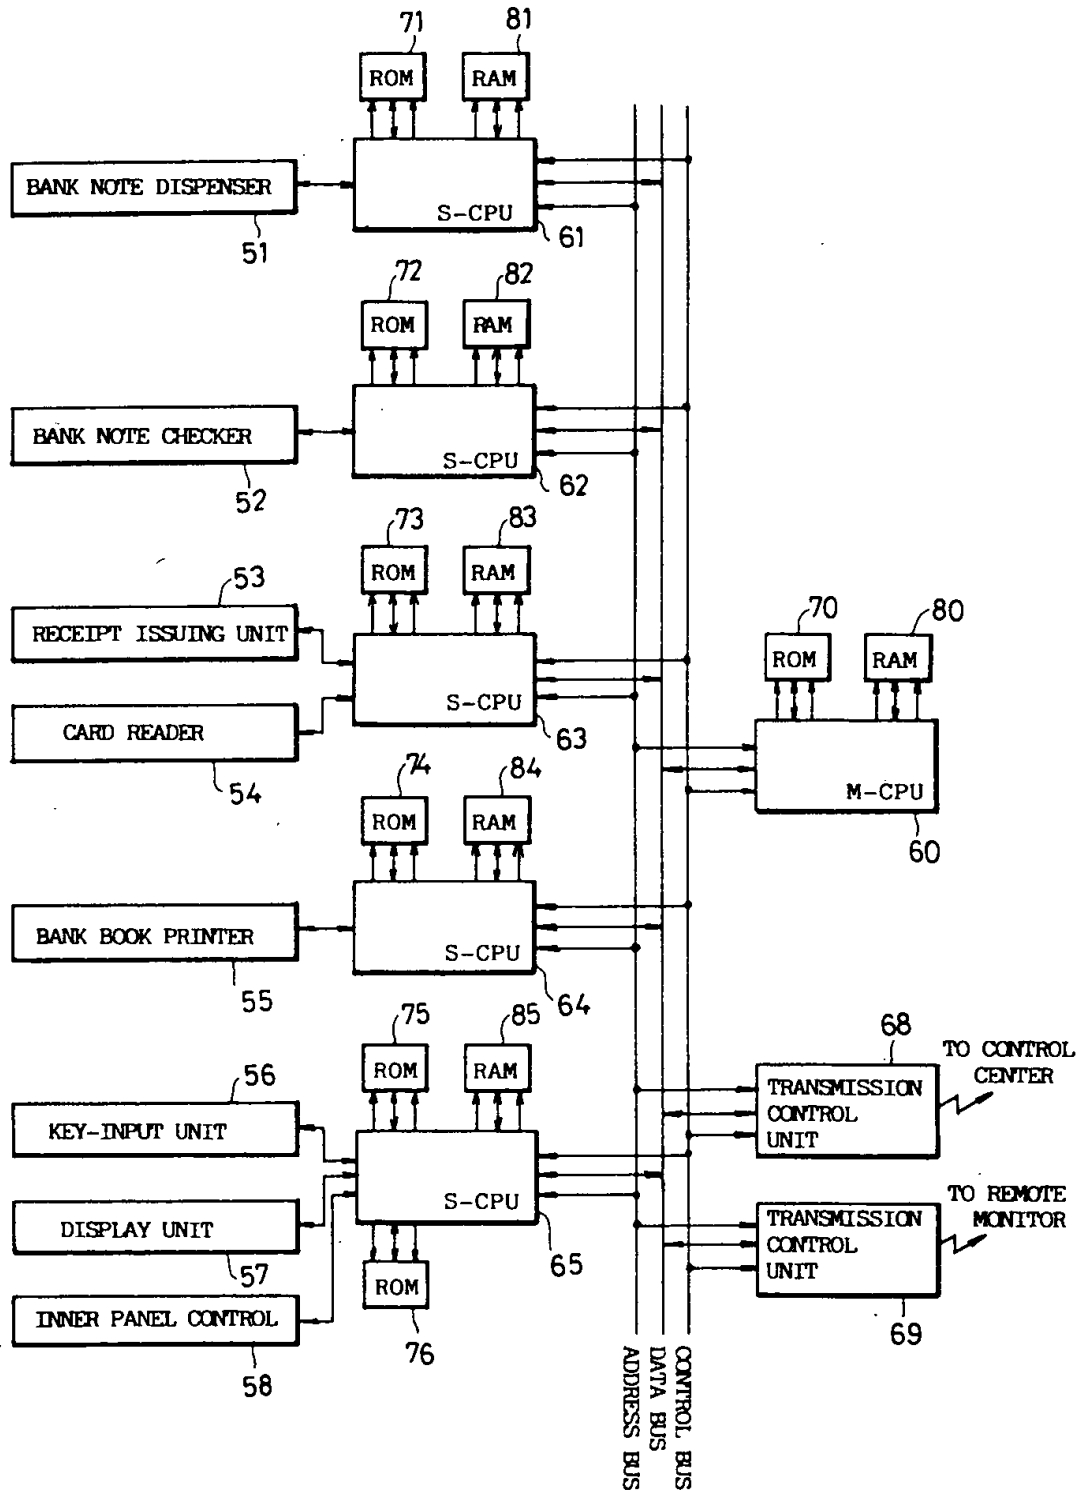 71
81
ROM
RAM
BANK NOTE DISPENSER
S-CPU
51
61
72
82
ROM
RAM
BANK NOTE CHECKER
S-CPU
52
62
73
83
ROM
RAM
53
RECEIPT ISSUING UNIT
S-CPU
CARD READER
63
54
70
80
ROM
RAM
M-CPU
60
74
84
ROM
RAM
BANK BOOK PRINTER
S-CPU
55
64
75
85
ROM
RAM
56
KEY-INPUT UNIT
S-CPU
DISPLAY UNIT
57
65
ROM
INNER PANEL CONTROL
76
58
68
TO CONTROL
CENTER
TRANSMISSION
CONTROL
UNIT
TO REMOTE
MONITOR
TRANSMISSION
CONTROL
UNIT
69
ADDRESS BUS
DATA BUS
CONTROL BUS